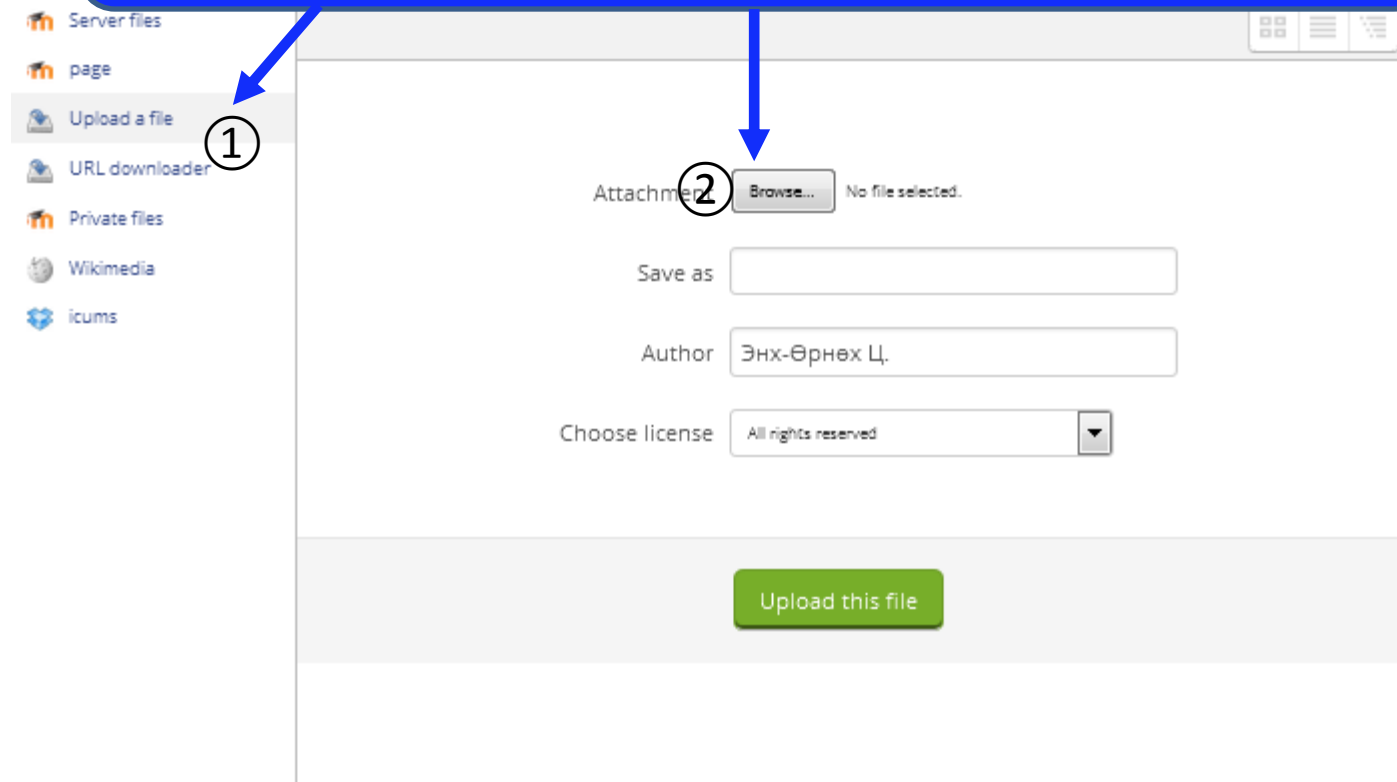 Server files
page
Upload a file
①
URL downloader
Private files
Wikimedia
icums
Attachment ② Browse... No file selected.
Save as
Author Энх-Өрнөх Ц.
Choose license All rights reserved
Upload this file